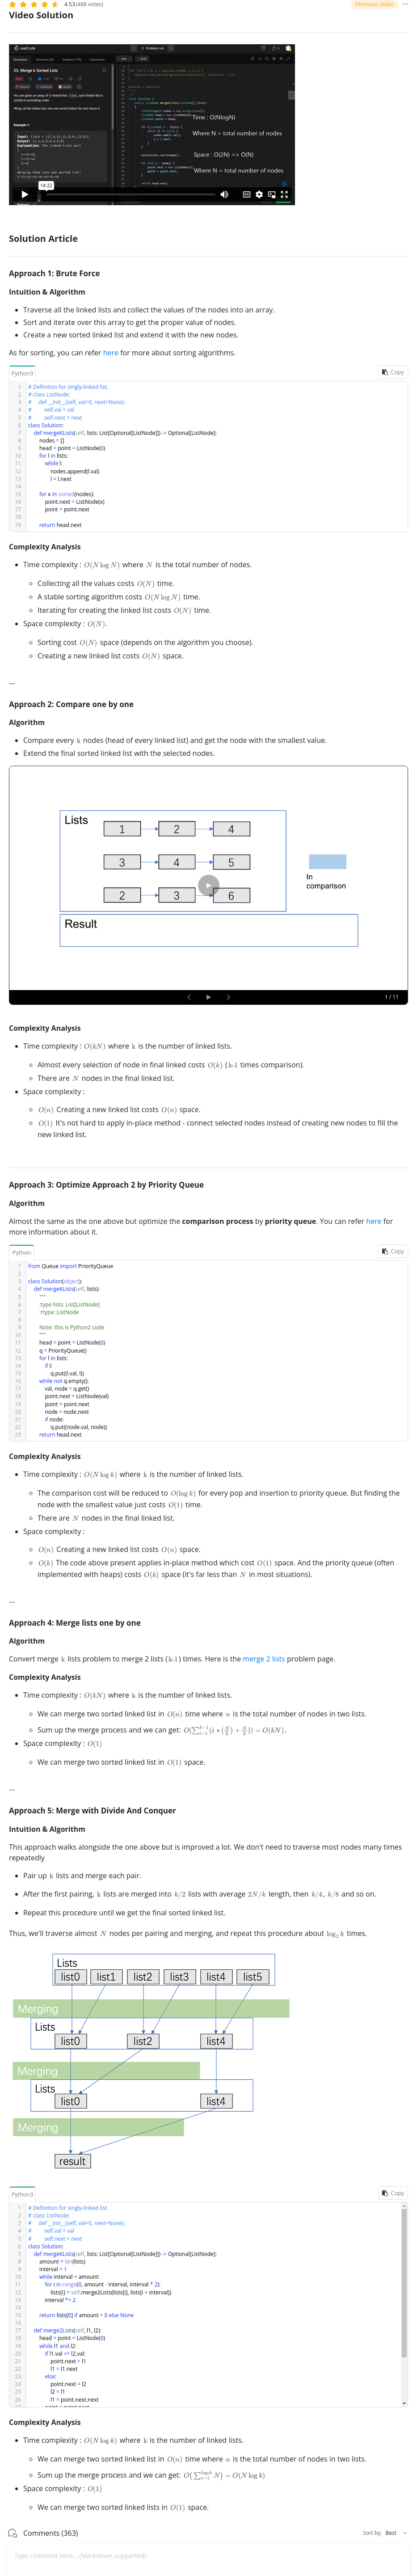 4.53 (488 votes)
Premium Video
Video Solution
LeetCode
Problem List
23. Merge k Sorted Lists
Time : O(NlogN)
Where N = total number of nodes
Space : O(2N) => O(N)
Where N = total number of nodes
14:22
Solution Article
Approach 1: Brute Force
Intuition & Algorithm
• Traverse all the linked lists and collect the values of the nodes into an array.
• Sort and iterate over this array to get the proper value of nodes.
• Create a new sorted linked list and extend it with the new nodes.
As for sorting, you can refer here for more about sorting algorithms.
Python3
Copy
1 # Definition for singly-linked list.
2 # class ListNode:
3 # def __init__(self, val=0, next=None):
4 # self.val = val
5 # self.next = next
6 class Solution:
7 def mergeKLists(self, lists: List[Optional[ListNode]]) -> Optional[ListNode]:
8 nodes = []
9 head = point = ListNode(0)
10 for l in lists:
11 while l:
12 nodes.append(l.val)
13 l = l.next
14
15 for x in sorted(nodes):
16 point.next = ListNode(x)
17 point = point.next
18
19 return head.next
Complexity Analysis
• Time complexity : O(N log N) where N is the total number of nodes.
◦ Collecting all the values costs O(N) time.
◦ A stable sorting algorithm costs O(N log N) time.
◦ Iterating for creating the linked list costs O(N) time.
• Space complexity : O(N).
◦ Sorting cost O(N) space (depends on the algorithm you choose).
◦ Creating a new linked list costs O(N) space.
—
Approach 2: Compare one by one
Algorithm
• Compare every k nodes (head of every linked list) and get the node with the smallest value.
• Extend the final sorted linked list with the selected nodes.
Lists
1 2 4
3 4 5
2 3 6
In
comparison
Result
1 / 11
Complexity Analysis
• Time complexity : O(kN) where k is the number of linked lists.
◦ Almost every selection of node in final linked costs O(k) (k-1 times comparison).
◦ There are N nodes in the final linked list.
• Space complexity :
◦ O(n) Creating a new linked list costs O(n) space.
◦ O(1) It's not hard to apply in-place method - connect selected nodes instead of creating new nodes to fill the
new linked list.
Approach 3: Optimize Approach 2 by Priority Queue
Algorithm
Almost the same as the one above but optimize the comparison process by priority queue. You can refer here for
more information about it.
Python
Copy
1 from Queue import PriorityQueue
2
3 class Solution(object):
4 def mergeKLists(self, lists):
5 """
6 :type lists: List[ListNode]
7 :rtype: ListNode
8
9 Note: this is Python2 code
10 """
11 head = point = ListNode(0)
12 q = PriorityQueue()
13 for l in lists:
14 if l:
15 q.put((l.val, l))
16 while not q.empty():
17 val, node = q.get()
18 point.next = ListNode(val)
19 point = point.next
20 node = node.next
21 if node:
22 q.put((node.val, node))
23 return head.next
Complexity Analysis
• Time complexity : O(N log k) where k is the number of linked lists.
◦ The comparison cost will be reduced to O(log k) for every pop and insertion to priority queue. But finding the
node with the smallest value just costs O(1) time.
◦ There are N nodes in the final linked list.
• Space complexity :
◦ O(n) Creating a new linked list costs O(n) space.
◦ O(k) The code above present applies in-place method which cost O(1) space. And the priority queue (often
implemented with heaps) costs O(k) space (it's far less than N in most situations).
—
Approach 4: Merge lists one by one
Algorithm
Convert merge k lists problem to merge 2 lists (k-1) times. Here is the merge 2 lists problem page.
Complexity Analysis
• Time complexity : O(kN) where k is the number of linked lists.
◦ We can merge two sorted linked list in O(n) time where n is the total number of nodes in two lists.
◦ Sum up the merge process and we can get: O(∑_{i=1}^{k-1}(i * (N/k) + N/k)) = O(kN).
• Space complexity : O(1)
◦ We can merge two sorted linked list in O(1) space.
—
Approach 5: Merge with Divide And Conquer
Intuition & Algorithm
This approach walks alongside the one above but is improved a lot. We don't need to traverse most nodes many times
repeatedly
• Pair up k lists and merge each pair.
• After the first pairing, k lists are merged into k/2 lists with average 2N/k length, then k/4, k/8 and so on.
• Repeat this procedure until we get the final sorted linked list.
Thus, we'll traverse almost N nodes per pairing and merging, and repeat this procedure about log₂ k times.
Lists
list0 list1 list2 list3 list4 list5
Merging
Lists
list0 list2 list4
Merging
Lists
list0 list4
Merging
result
Python3
Copy
1 # Definition for singly-linked list.
2 # class ListNode:
3 # def __init__(self, val=0, next=None):
4 # self.val = val
5 # self.next = next
6 class Solution:
7 def mergeKLists(self, lists: List[Optional[ListNode]]) -> Optional[ListNode]:
8 amount = len(lists)
9 interval = 1
10 while interval < amount:
11 for i in range(0, amount - interval, interval * 2):
12 lists[i] = self.merge2Lists(lists[i], lists[i + interval])
13 interval *= 2
14
15 return lists[0] if amount > 0 else None
16
17 def merge2Lists(self, l1, l2):
18 head = point = ListNode(0)
19 while l1 and l2:
20 if l1.val <= l2.val:
21 point.next = l1
22 l1 = l1.next
23 else:
24 point.next = l2
25 l2 = l1
26 l1 = point.next.next
27 point = point.next
Complexity Analysis
• Time complexity : O(N log k) where k is the number of linked lists.
◦ We can merge two sorted linked list in O(n) time where n is the total number of nodes in two lists.
◦ Sum up the merge process and we can get: O(∑_{i=1}^{log₂k} N) = O(N log k)
• Space complexity : O(1)
◦ We can merge two sorted linked lists in O(1) space.
Comments (363)
Sort by: Best
Type comment here... (Markdown supported)